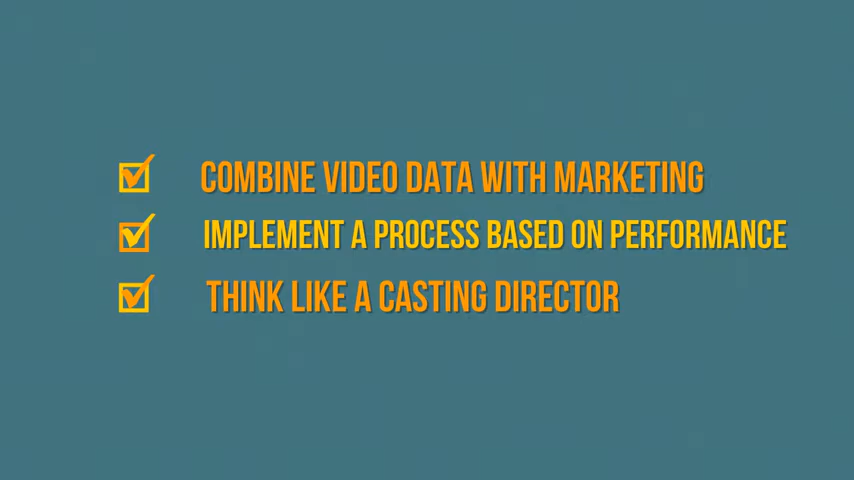 COMBINE VIDEO DATA WITH MARKETING
IMPLEMENT A PROCESS BASED ON PERFORMANCE
THINK LIKE A CASTING DIRECTOR